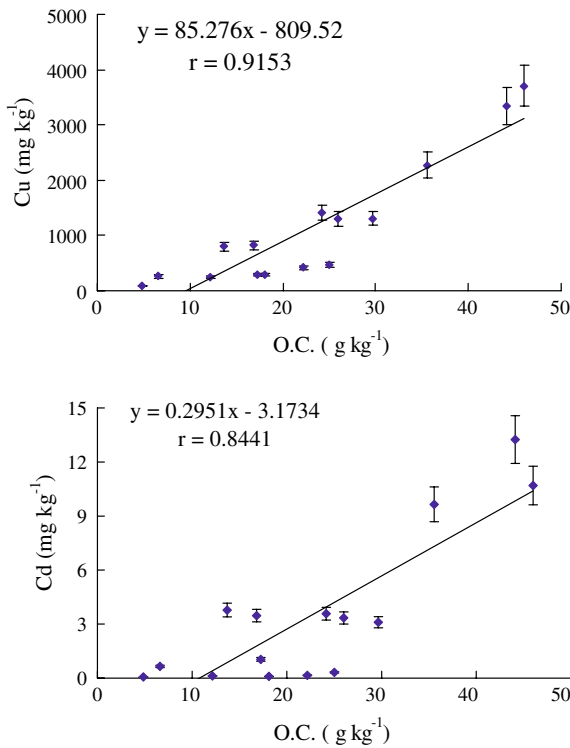 y = 85.276x - 809.52
r = 0.9153
5000
4000
3000
2000
1000
0
Cu (mg kg-1)
0 10 20 30 40 50
O.C. ( g kg-1)
y = 0.2951x - 3.1734
r = 0.8441
15
12
9
6
3
0
Cd (mg kg-1)
0 10 20 30 40 50
O.C. ( g kg-1)